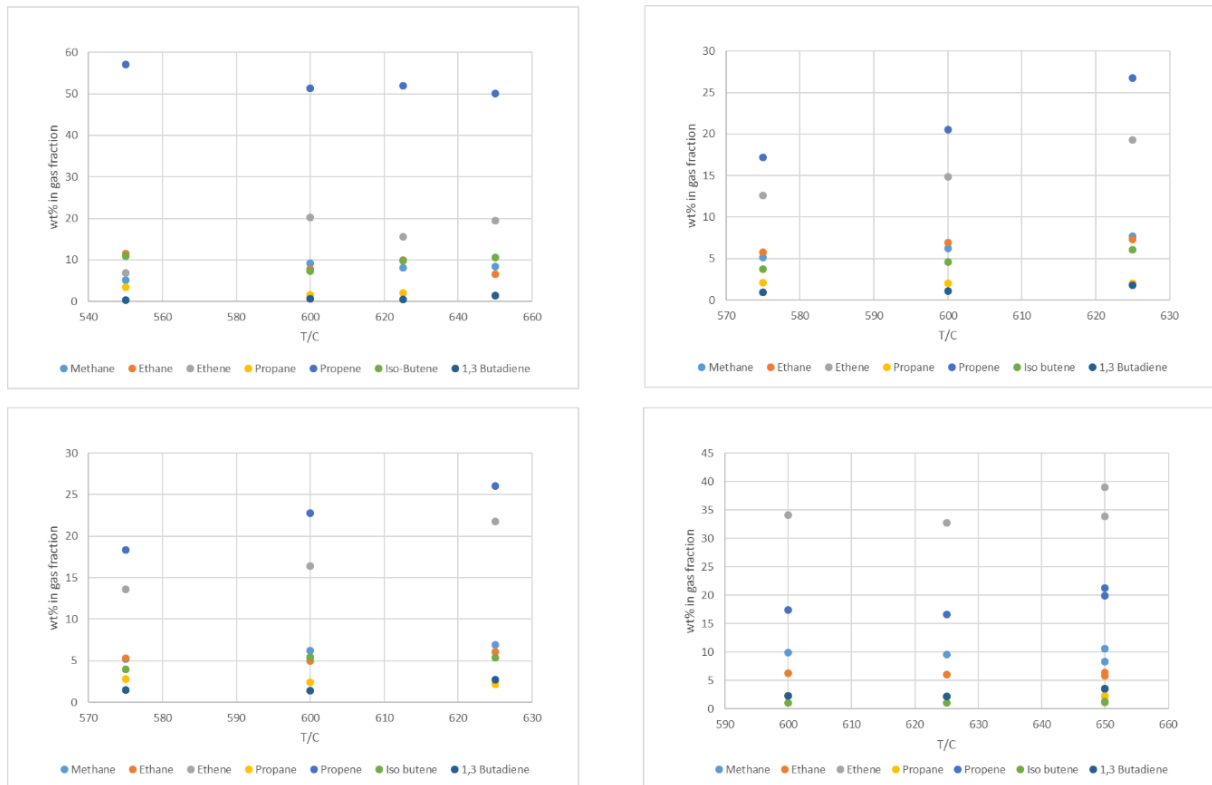 60
50
40
30
20
10
0
540 560 580 600 620 640 660
wt% in gas fraction
T/C
Methane Ethane Ethene Propane Propene Iso-Butene 1,3 Butadiene
30
25
20
15
10
5
0
570 580 590 600 610 620 630
wt% in gas fraction
T/C
Methane Ethane Ethene Propane Propene Iso butene 1,3 Butadiene
30
25
20
15
10
5
0
570 580 590 600 610 620 630
wt% in gas fraction
T/C
Methane Ethane Ethene Propane Propene Iso butene 1,3 Butadiene
45
40
35
30
25
20
15
10
5
0
590 600 610 620 630 640 650 660
wt% in gas fraction
T/C
Methane Ethane Ethene Propane Propene Iso butene 1,3 Butadiene